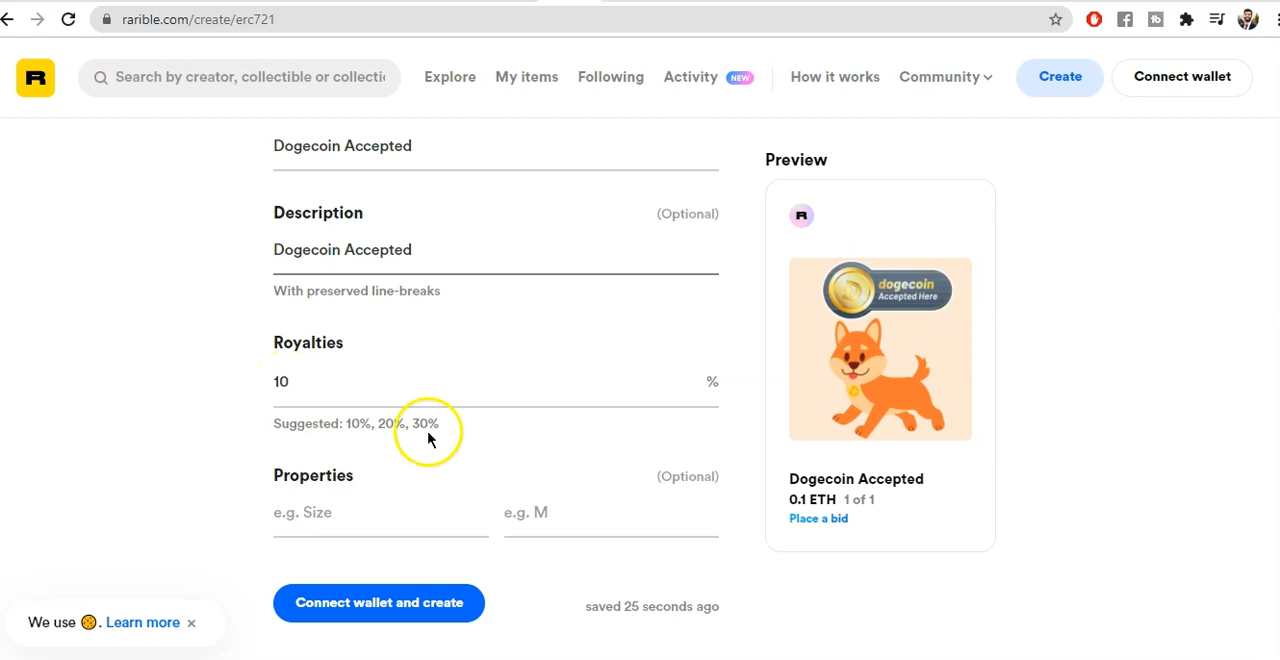 rarible.com/create/erc721
R
Search by creator, collectible or collecti
Explore
My items
Following
Activity NEW
How it works
Community
Create
Connect wallet
Dogecoin Accepted
Description (Optional)
Dogecoin Accepted
With preserved line-breaks
Royalties
10 %
Suggested: 10%, 20%, 30%
Properties (Optional)
e.g. Size e.g. M
Connect wallet and create
saved 25 seconds ago
We use 🍪. Learn more ×
Preview
R
dogecoin
Accepted Here
Dogecoin Accepted
0.1 ETH 1 of 1
Place a bid